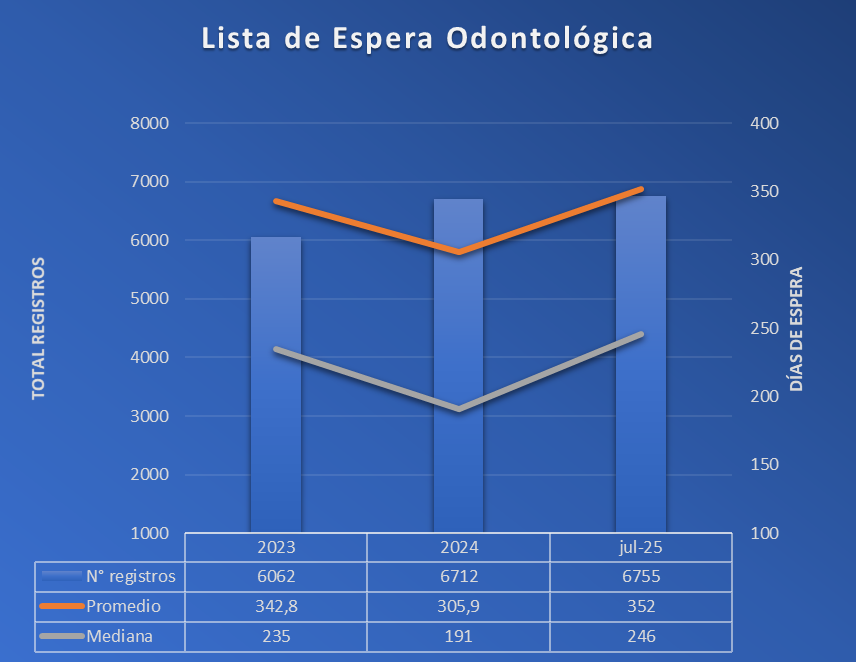 Lista de Espera Odontológica
TOTAL REGISTROS
8000
7000
6000
5000
4000
3000
2000
1000
400
350
300
250
200
150
100
DÍAS DE ESPERA
2023 2024 jul-25
N° registros 6062 6712 6755
Promedio 342,8 305,9 352
Mediana 235 191 246